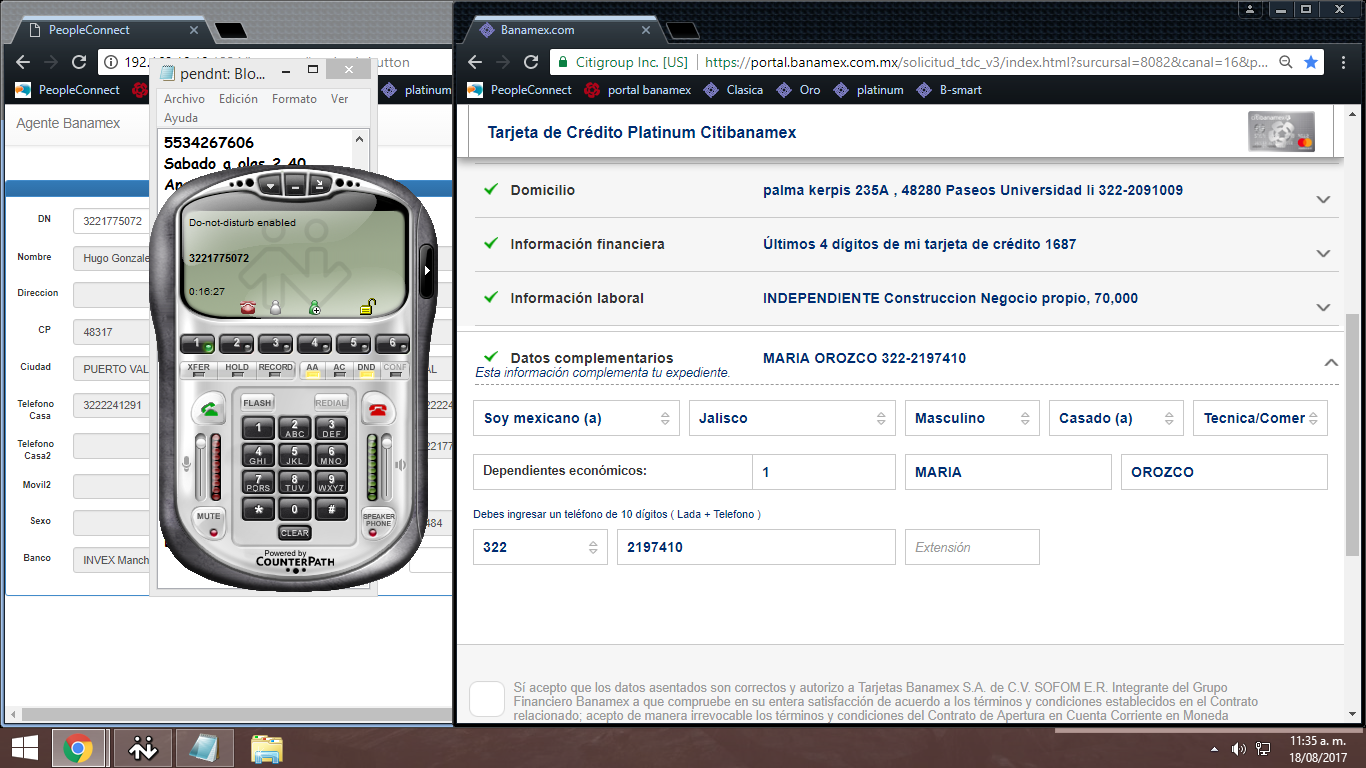 PeopleConnect
192.
button
PeopleConnect
platinum
Agente Banamex
DN
3221775072
Nombre
Hugo Gonzale
Direccion
CP
48317
Ciudad
PUERTO VAL
AL
Telefono
Casa
3222241291
2224
Telefono
Casa2
2177
Movil2
Sexo
484
Banco
INVEX Manch
pendnt: Blo...
Archivo Edición Formato Ver
Ayuda
5534267606
Sabado a olas 2 40
Do-not-disturb enabled
3221775072
0:16:27
1 2 3 4 5 6
XFER HOLD RECORD AA AC DND CONF
FLASH REDIAL
1 2 ABC 3 DEF
4 GHI 5 JKL 6 MNO
7 PQRS 8 TUV 9 WXYZ
* 0 #
MUTE
SPEAKER
PHONE
CLEAR
Powered by
COUNTERPATH
Banamex.com
Citigroup Inc. [US]
https://portal.banamex.com.mx/solicitud_tdc_v3/index.html?surcursal=8082&canal=16&p...
PeopleConnect portal banamex Clasica Oro platinum B-smart
Tarjeta de Crédito Platinum Citibanamex
Domicilio
palma kerpis 235A , 48280 Paseos Universidad Ii 322-2091009
Información financiera
Últimos 4 dígitos de mi tarjeta de crédito 1687
Información laboral
INDEPENDIENTE Construccion Negocio propio, 70,000
Datos complementarios
MARIA OROZCO 322-2197410
Esta información complementa tu expediente.
Soy mexicano (a)
Jalisco
Masculino
Casado (a)
Tecnica/Comer
Dependientes económicos:
1
MARIA
OROZCO
Debes ingresar un teléfono de 10 dígitos ( Lada + Telefono )
322
2197410
Extensión
Sí acepto que los datos asentados son correctos y autorizo a Tarjetas Banamex S.A. de C.V. SOFOM E.R. Integrante del Grupo
Financiero Banamex a que compruebe en su entera satisfacción de acuerdo a los términos y condiciones establecidos en el Contrato
relacionado; acepto de manera irrevocable los términos y condiciones del Contrato de Apertura en Cuenta Corriente en Moneda
11:35 a. m.
18/08/2017